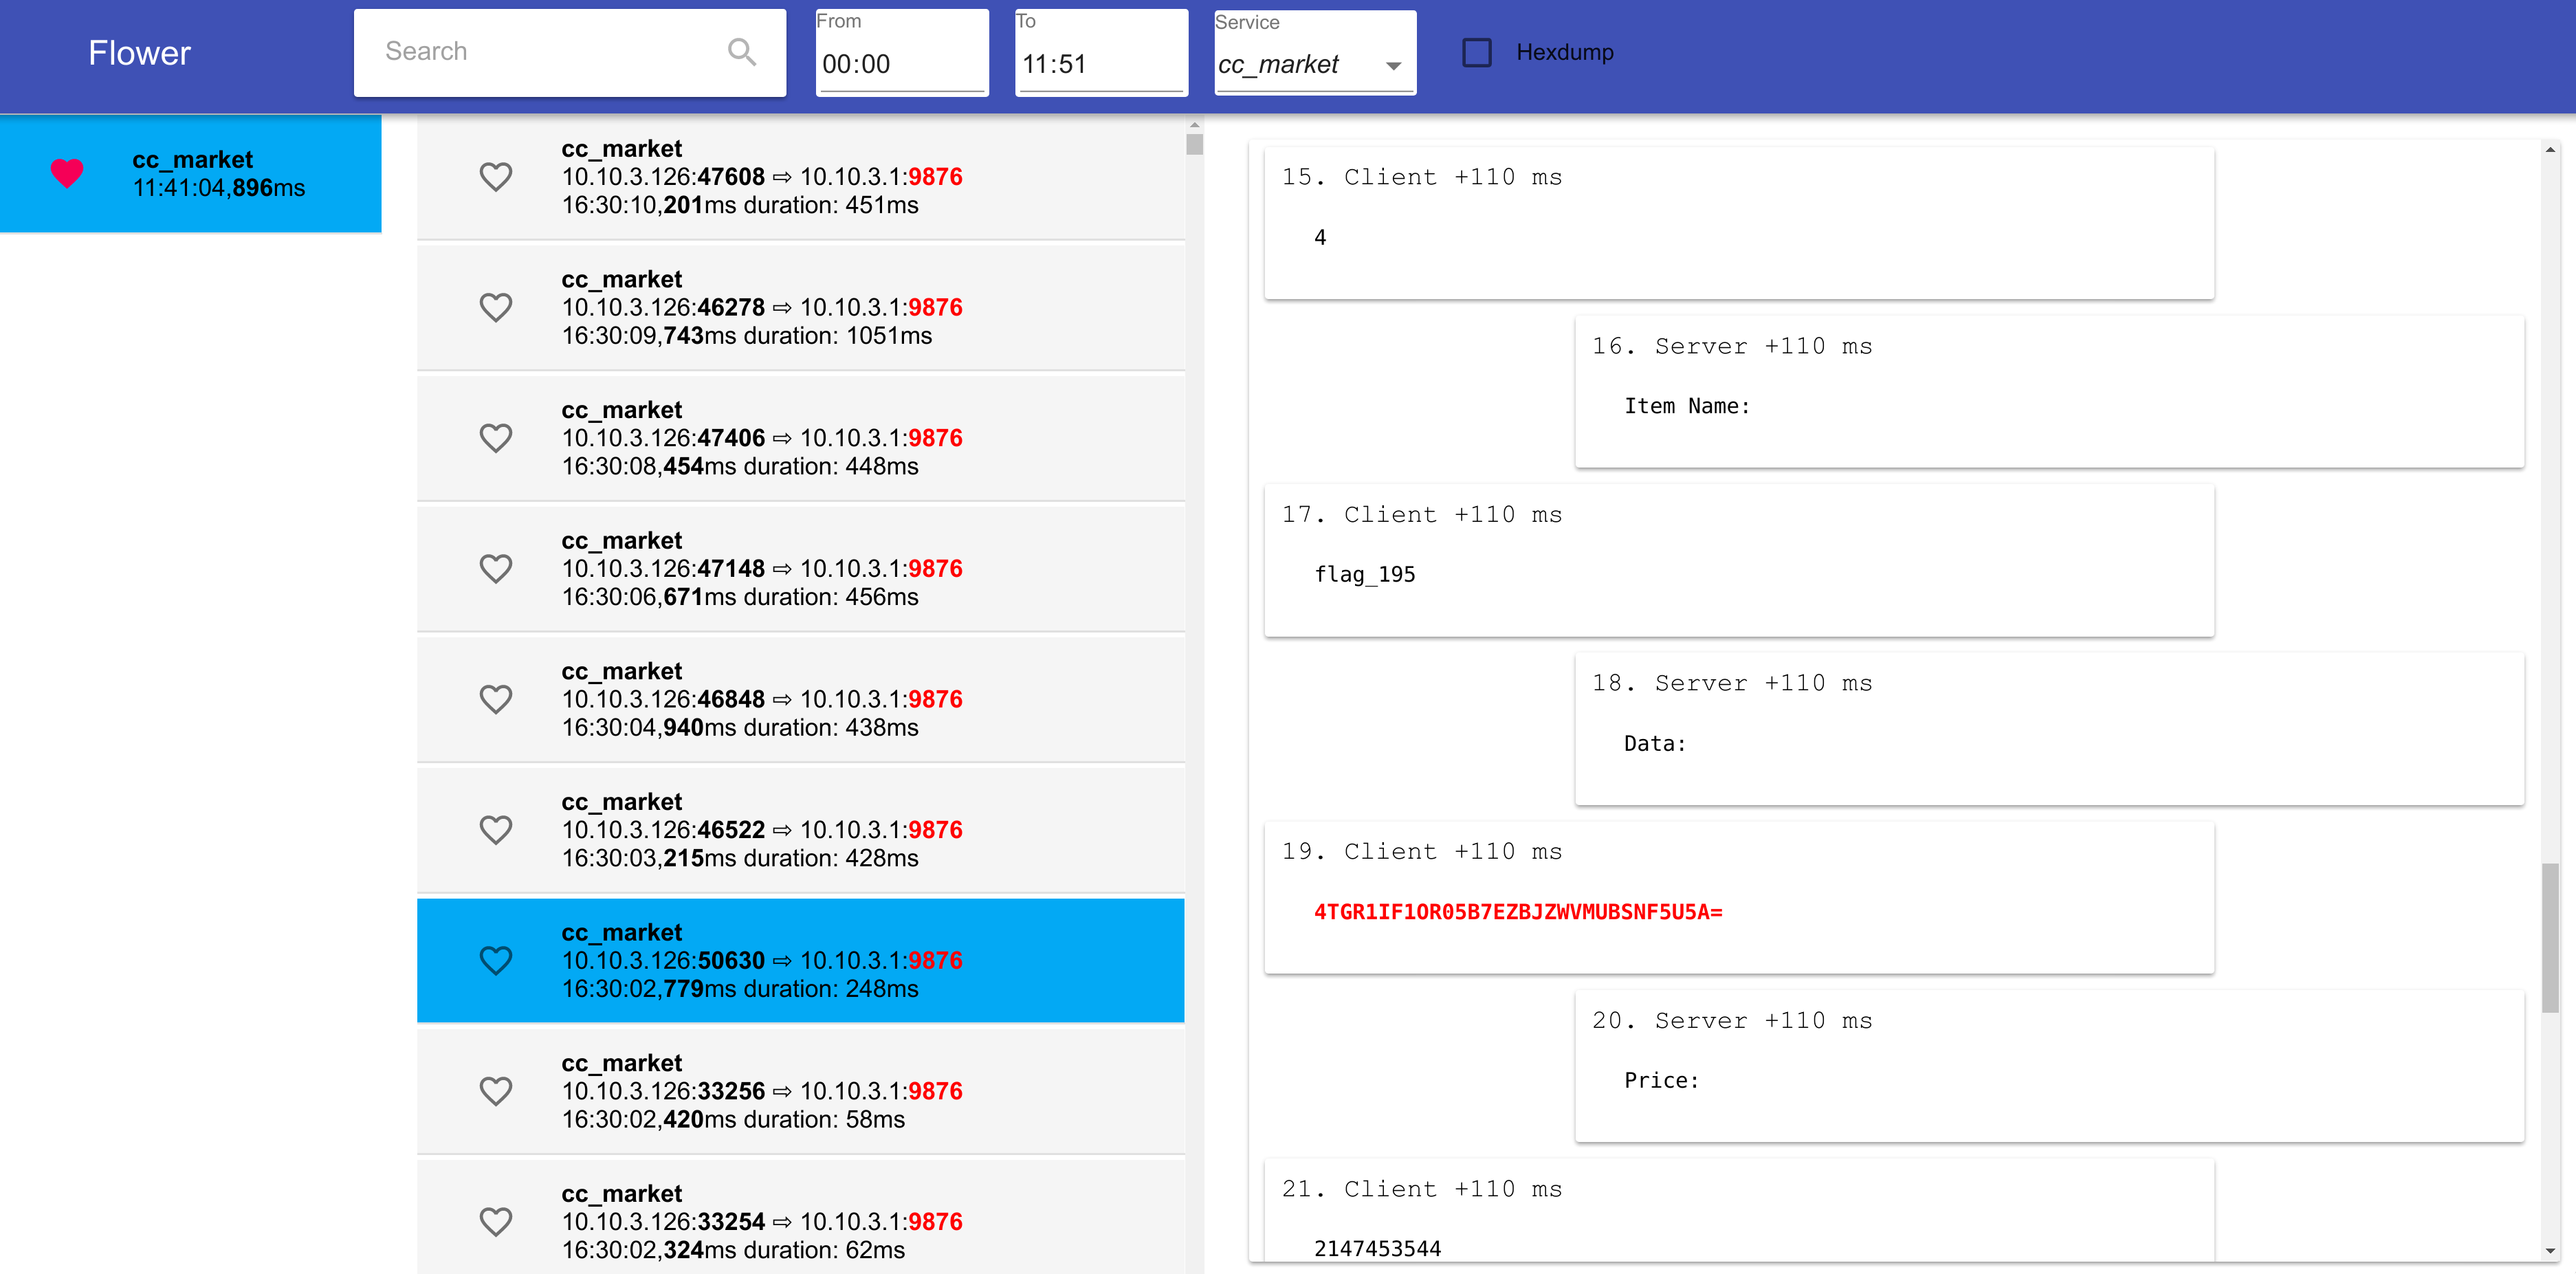 Flower
Search
From
00:00
To
11:51
Service
cc_market
Hexdump
cc_market
11:41:04,896ms
cc_market
10.10.3.126:47608 ⇨ 10.10.3.1:9876
16:30:10,201ms duration: 451ms
cc_market
10.10.3.126:46278 ⇨ 10.10.3.1:9876
16:30:09,743ms duration: 1051ms
cc_market
10.10.3.126:47406 ⇨ 10.10.3.1:9876
16:30:08,454ms duration: 448ms
cc_market
10.10.3.126:47148 ⇨ 10.10.3.1:9876
16:30:06,671ms duration: 456ms
cc_market
10.10.3.126:46848 ⇨ 10.10.3.1:9876
16:30:04,940ms duration: 438ms
cc_market
10.10.3.126:46522 ⇨ 10.10.3.1:9876
16:30:03,215ms duration: 428ms
cc_market
10.10.3.126:50630 ⇨ 10.10.3.1:9876
16:30:02,779ms duration: 248ms
cc_market
10.10.3.126:33256 ⇨ 10.10.3.1:9876
16:30:02,420ms duration: 58ms
cc_market
10.10.3.126:33254 ⇨ 10.10.3.1:9876
16:30:02,324ms duration: 62ms
15. Client +110 ms
4
16. Server +110 ms
Item Name:
17. Client +110 ms
flag_195
18. Server +110 ms
Data:
19. Client +110 ms
4TGR1IF1OR05B7EZBJZWVMUBSNF5U5A=
20. Server +110 ms
Price:
21. Client +110 ms
2147453544